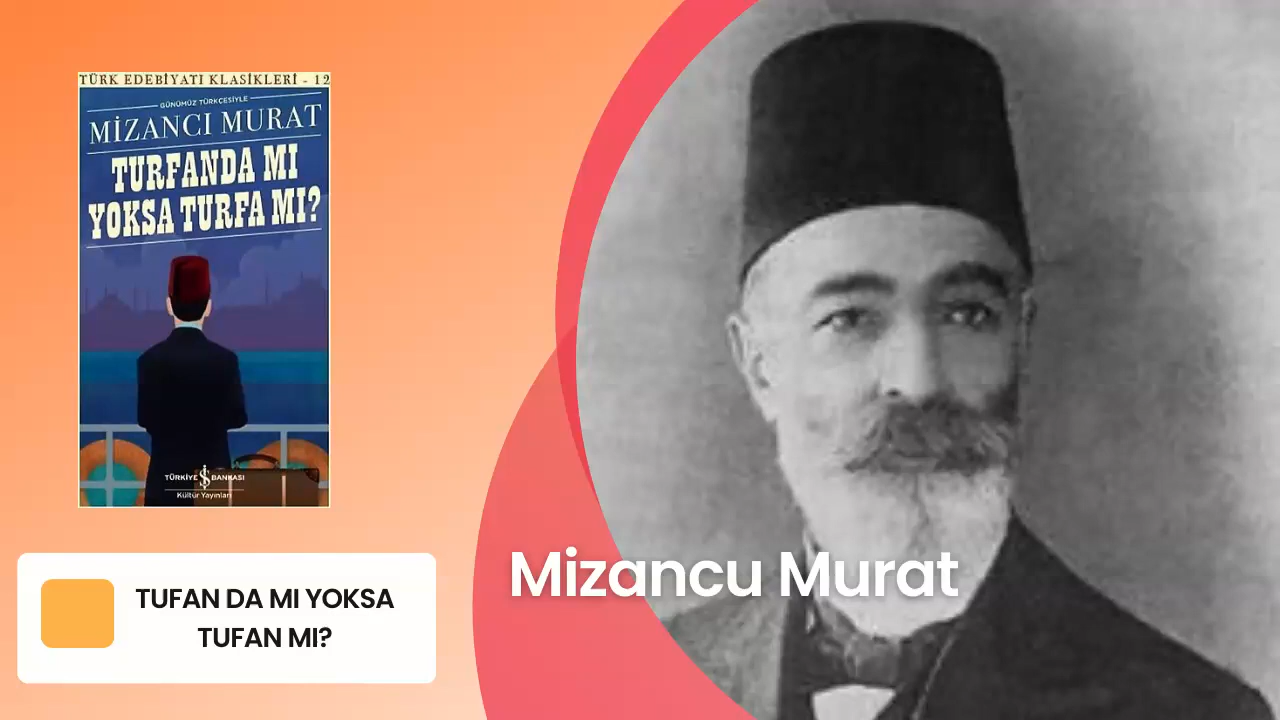 TÜRK EDEBİYATI KLASİKLERİ - 12
GÜNÜMÜZ TÜRKÇESİYLE
MİZANCI MURAT
TURFANDA MI
YOKSA TURFA MI?
TÜRKİYE İŞ BANKASI
Kültür Yayınları
TUFAN DA MI YOKSA
TUFAN MI?
Mizancu Murat